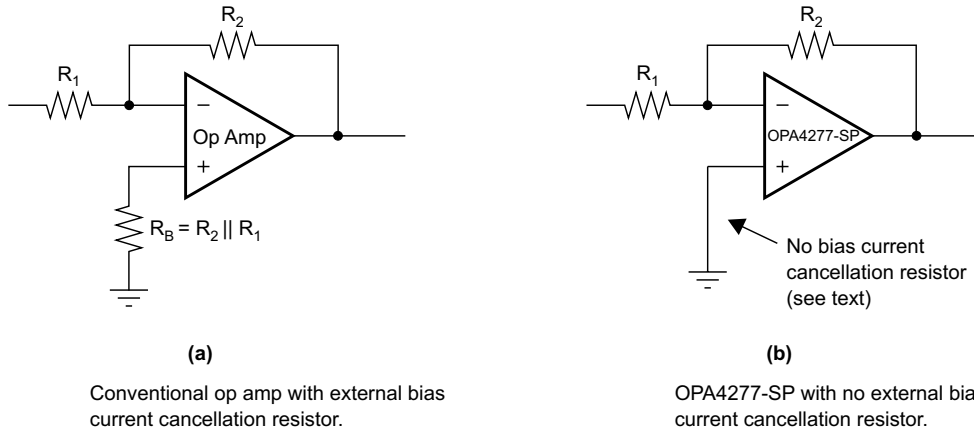 R2
R1
−
Op Amp
+
RB = R2 || R1
(a)
Conventional op amp with external bias
current cancellation resistor.
R2
R1
−
OPA4277-SP
+
No bias current
cancellation resistor
(see text)
(b)
OPA4277-SP with no external bia
current cancellation resistor.